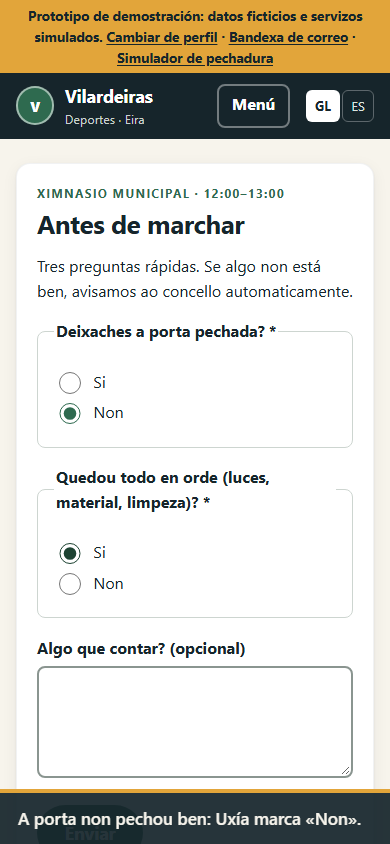 Prototipo de demostración: datos ficticios e servizos
simulados. Cambiar de perfil · Bandexa de correo ·
Simulador de pechadura
v
Vilardeiras
Deportes · Eira
Menú
GL
ES
XIMNASIO MUNICIPAL · 12:00–13:00
Antes de marchar
Tres preguntas rápidas. Se algo non está
ben, avisamos ao concello automaticamente.
Deixaches a porta pechada? *
Si
Non
Quedou todo en orde (luces,
material, limpeza)? *
Si
Non
Algo que contar? (opcional)
Enviar
A porta non pechou ben: Uxía marca «Non».